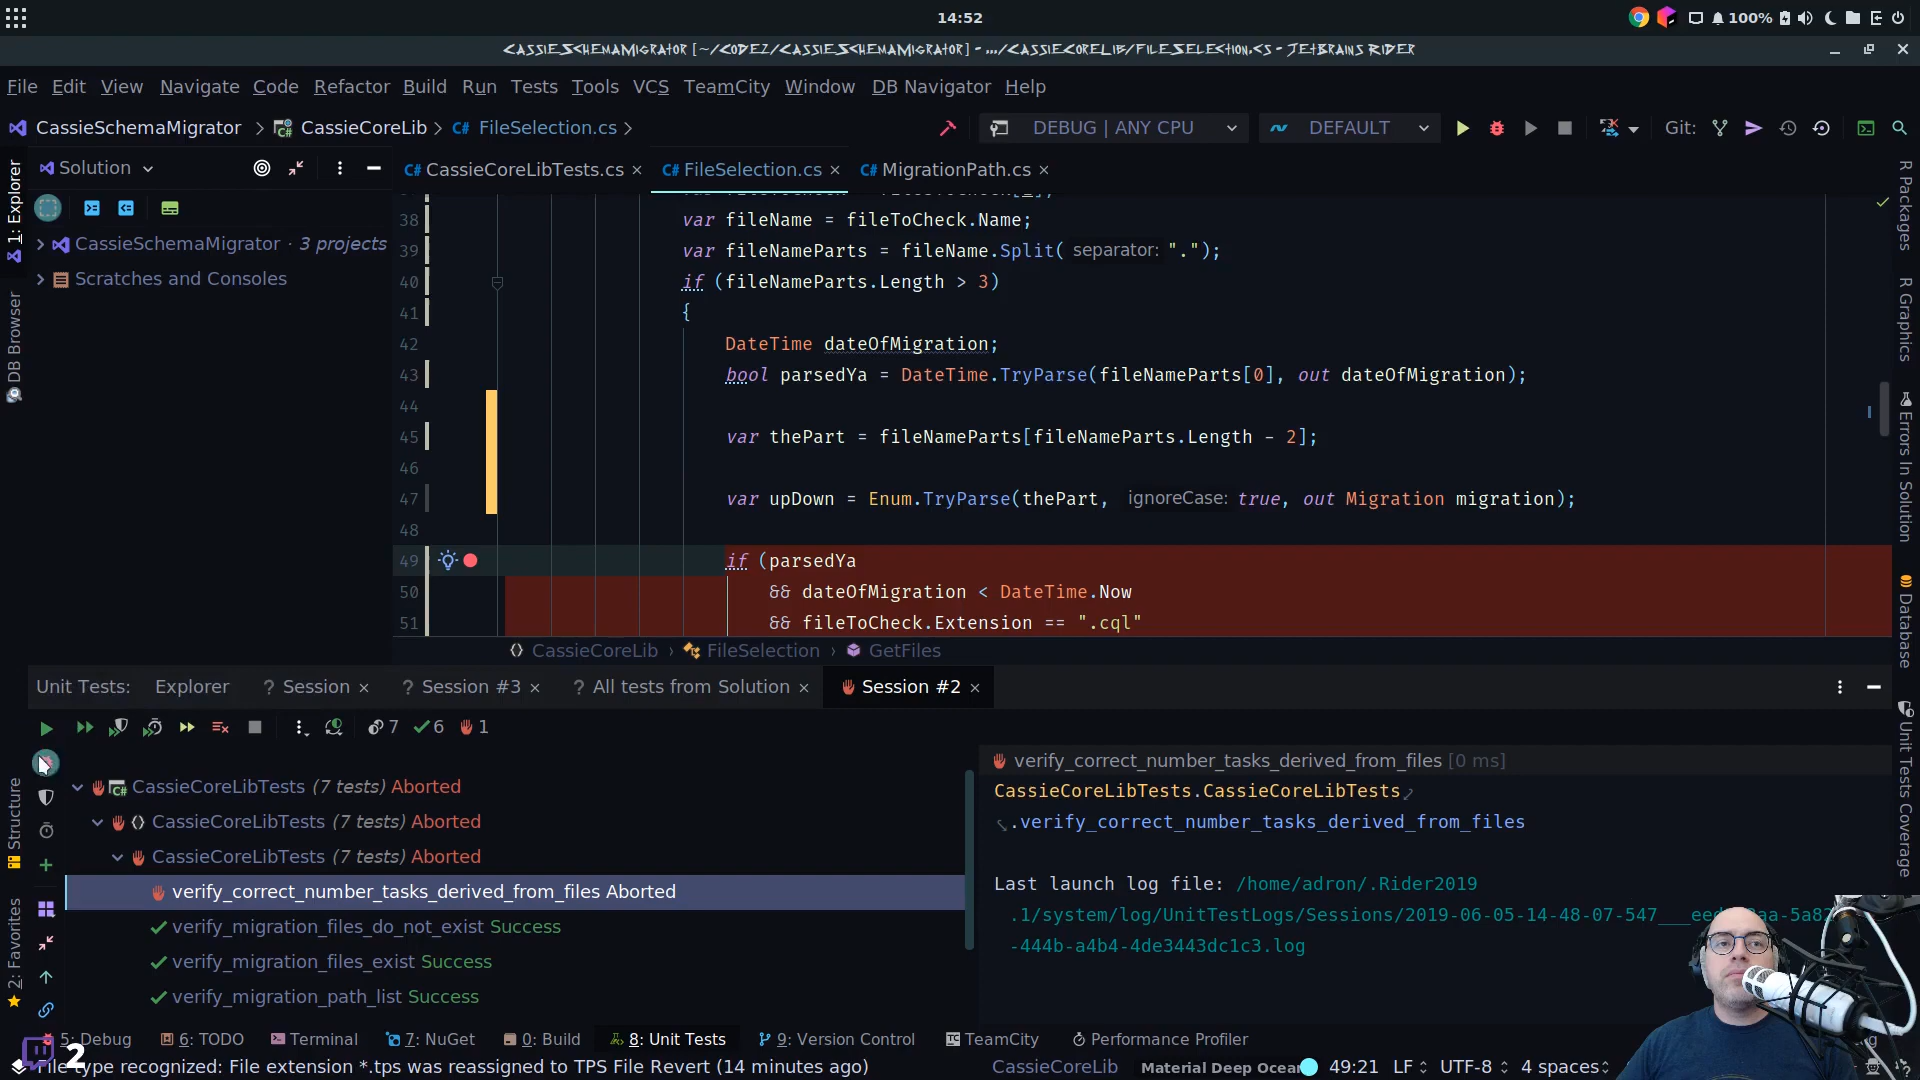 14:52
100%
CassieSchemaMigrator [~/Codez/CassieSchemaMigrator] - .../CassieCoreLib/FileSelection.cs - JetBrains Rider
File Edit View Navigate Code Refactor Build Run Tests Tools VCS TeamCity Window DB Navigator Help
CassieSchemaMigrator CassieCoreLib C# FileSelection.cs
DEBUG | ANY CPU DEFAULT Git:
Solution
C# CassieCoreLibTests.cs × C# FileSelection.cs × C# MigrationPath.cs ×
1: Explorer
DB Browser
Structure
2: Favorites
CassieSchemaMigrator · 3 projects
Scratches and Consoles
38 var fileName = fileToCheck.Name;
39 var fileNameParts = fileName.Split( separator: ".");
40 if (fileNameParts.Length > 3)
41 {
42 DateTime dateOfMigration;
43 bool parsedYa = DateTime.TryParse(fileNameParts[0], out dateOfMigration);
44
45 var thePart = fileNameParts[fileNameParts.Length - 2];
46
47 var upDown = Enum.TryParse(thePart, ignoreCase: true, out Migration migration);
48
49 if (parsedYa
50 && dateOfMigration < DateTime.Now
51 && fileToCheck.Extension == ".cql"
CassieCoreLib FileSelection GetFiles
R Packages
R Graphics
Errors In Solution
Database
Unit Tests Coverage
Unit Tests: Explorer ? Session × ? Session #3 × ? All tests from Solution × Session #2 ×
7 6 1
CassieCoreLibTests (7 tests) Aborted
CassieCoreLibTests (7 tests) Aborted
CassieCoreLibTests (7 tests) Aborted
verify_correct_number_tasks_derived_from_files Aborted
verify_migration_files_do_not_exist Success
verify_migration_files_exist Success
verify_migration_path_list Success
verify_correct_number_tasks_derived_from_files [0 ms]
CassieCoreLibTests.CassieCoreLibTests
.verify_correct_number_tasks_derived_from_files
Last launch log file: /home/adron/.Rider2019
.1/system/log/UnitTestLogs/Sessions/2019-06-05-14-48-07-547___
-444b-a4b4-4de3443dc1c3.log
5: Debug 6: TODO Terminal 7: NuGet 0: Build 8: Unit Tests 9: Version Control TC TeamCity Performance Profiler
2
File type recognized: File extension *.tps was reassigned to TPS File Revert (14 minutes ago)
CassieCoreLib Material Deep Ocean 49:21 LF UTF-8 4 spaces